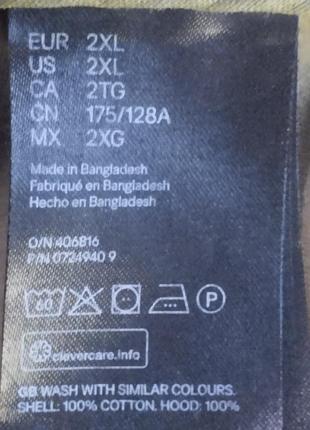 EUR 2XL
US 2XL
CA 2TG
CN 175/128A
MX 2XG
Made in Bangladesh
Fabriqué en Bangladesh
Hecho en Bangladesh
O/N 406816
P/N 0724940 9
60 P
clevercare.info
GB WASH WITH SIMILAR COLOURS.
SHELL: 100% COTTON. HOOD: 100%